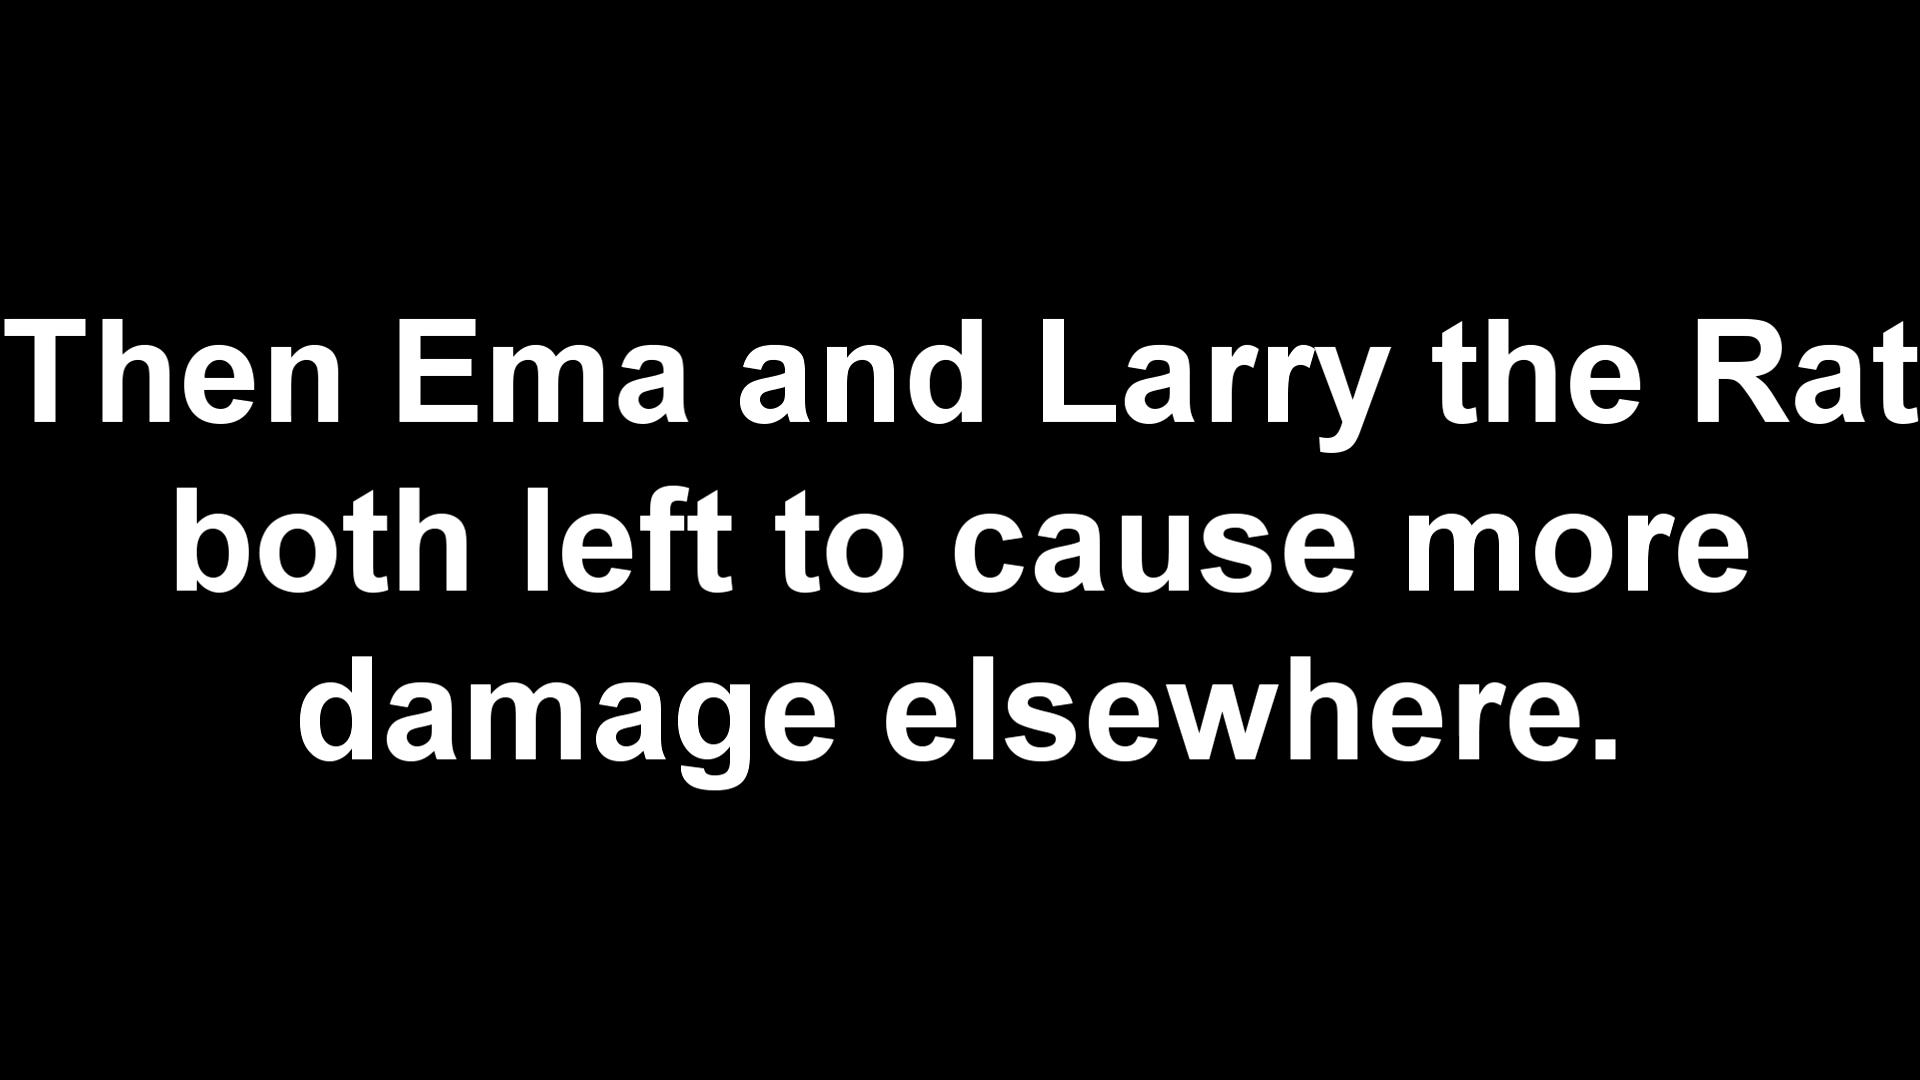 Then Ema and Larry the Rat
both left to cause more
damage elsewhere.